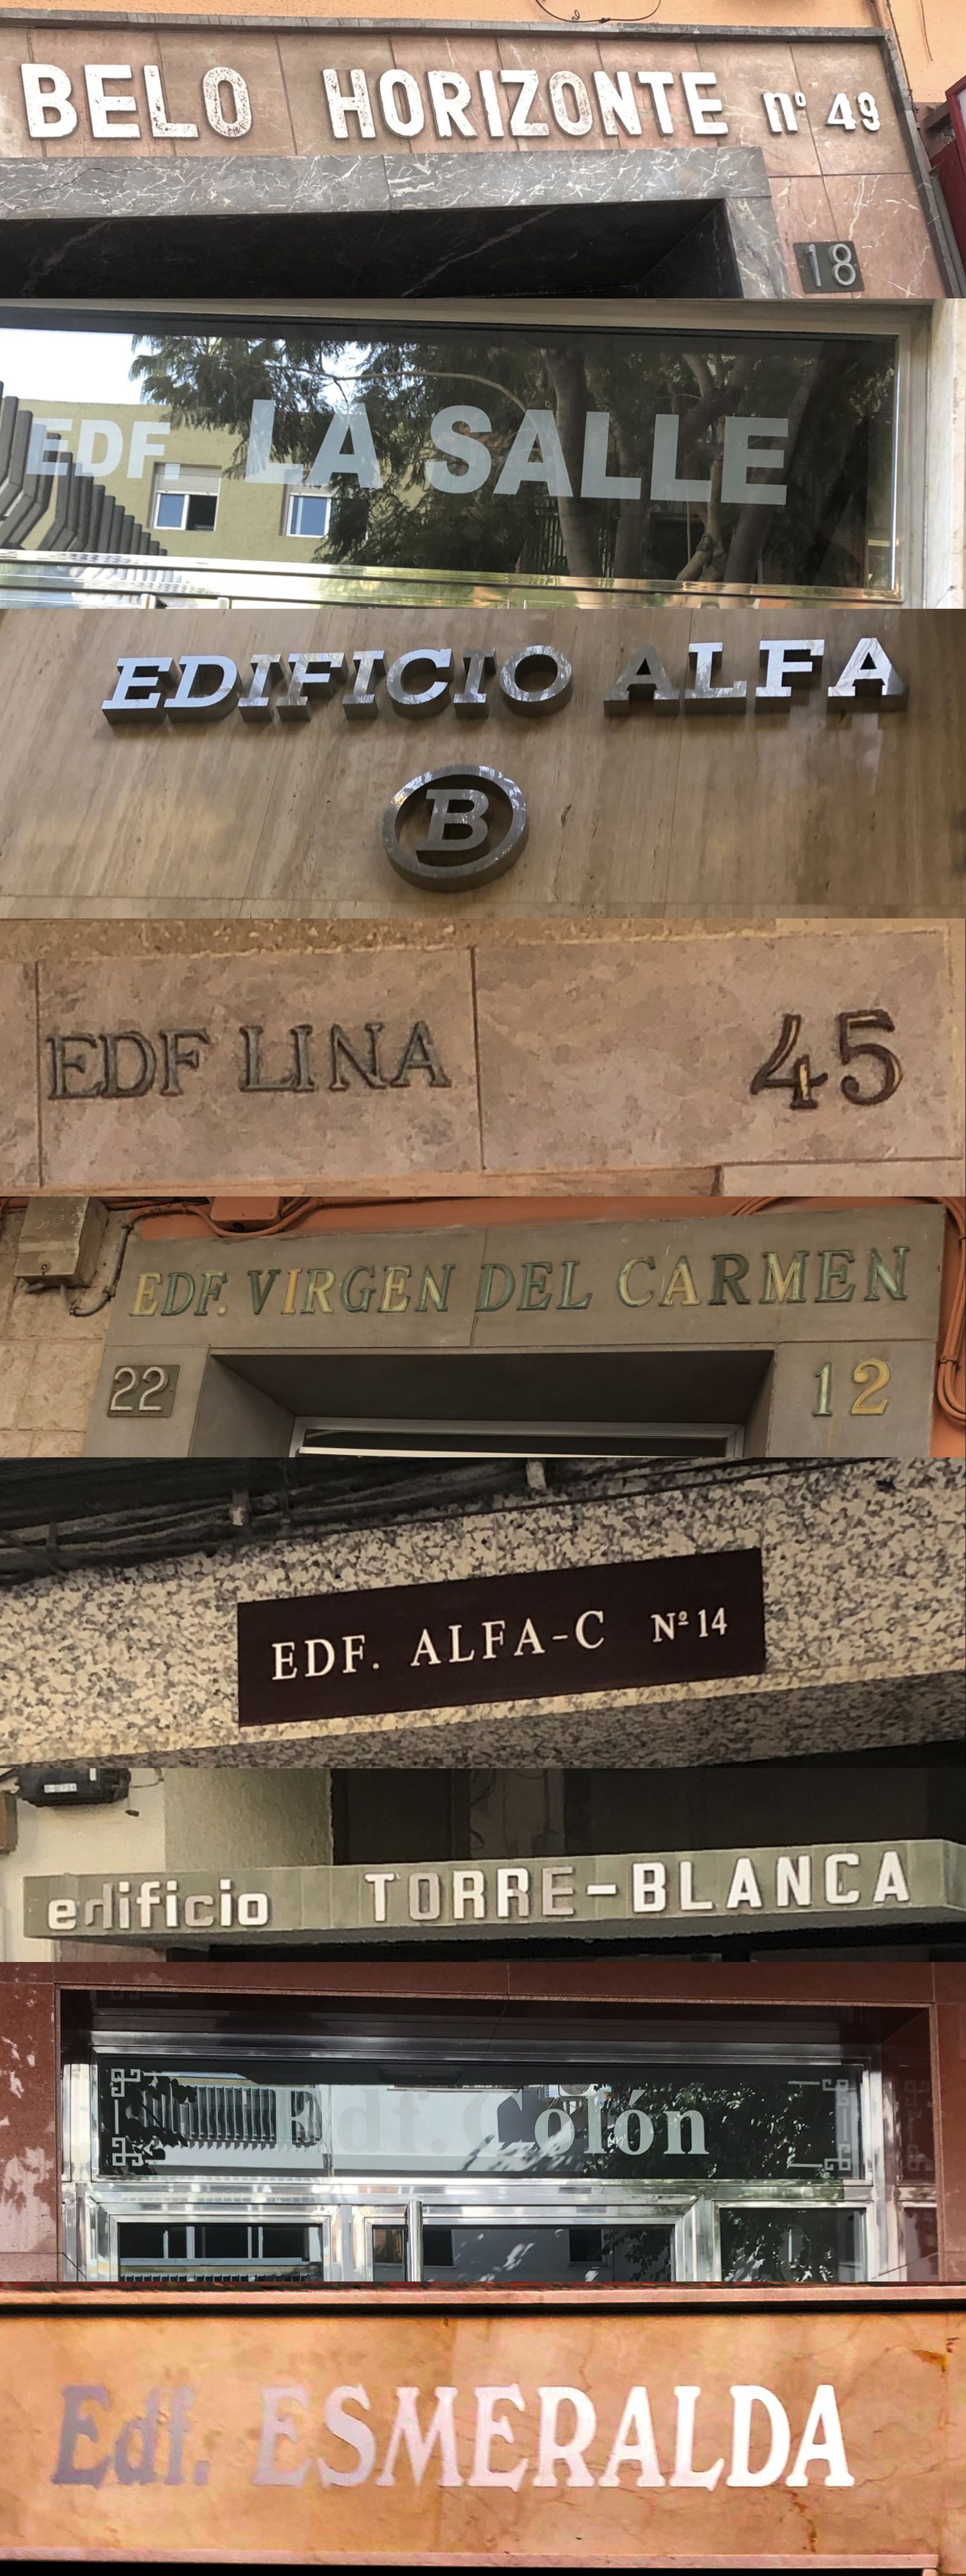 BELO HORIZONTE nº 49
18
EDF. LA SALLE
EDIFICIO ALFA
B
EDF LINA 45
EDF. VIRGEN DEL CARMEN
22 12
EDF. ALFA-C Nº 14
edificio TORRE-BLANCA
Edf. Colón
Edf. ESMERALDA